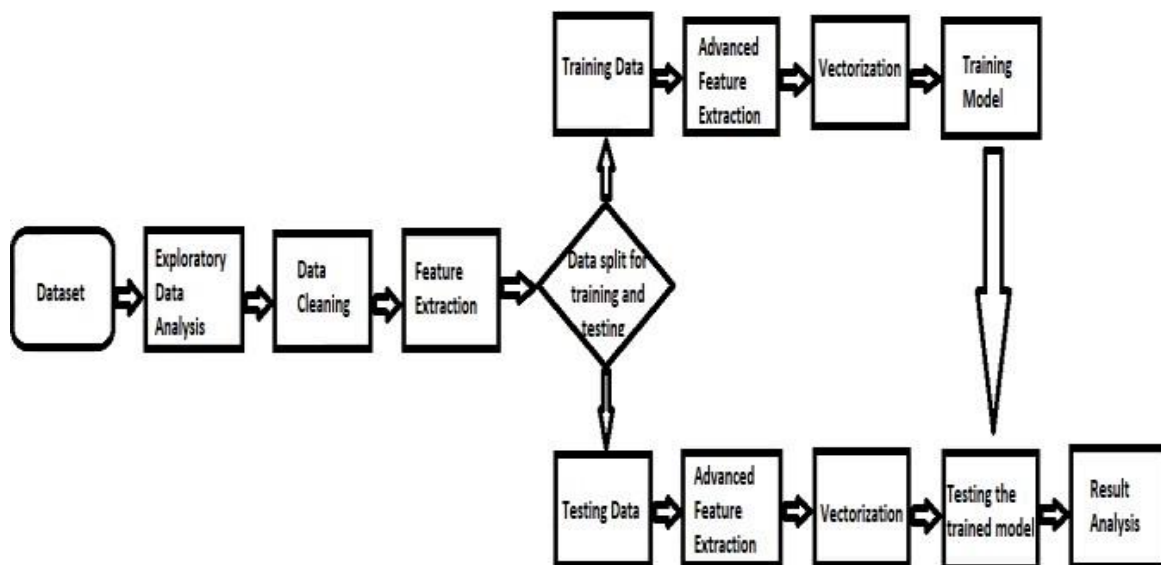 Dataset
Exploratory
Data
Analysis
Data
Cleaning
Feature
Extraction
Data split for
training and
testing
Training Data
Advanced
Feature
Extraction
Vectorization
Training
Model
Testing Data
Advanced
Feature
Extraction
Vectorization
Testing the
trained model
Result
Analysis